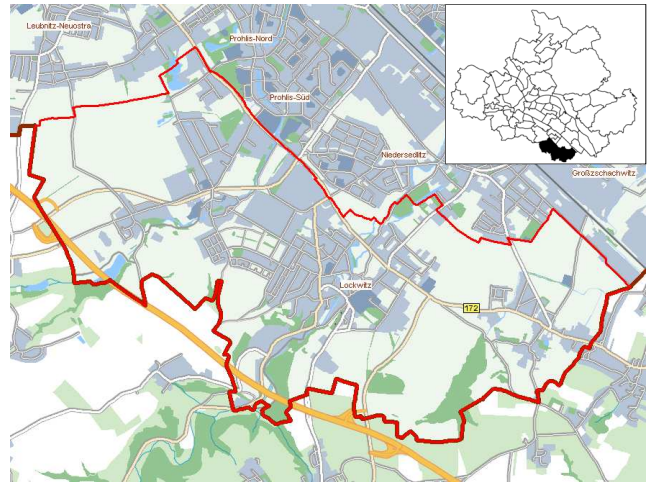 Leubnitz-Neuostra
Prohlis-Nord
Prohlis-Süd
Niedersedlitz
Großzschachwitz
Lockwitz
172